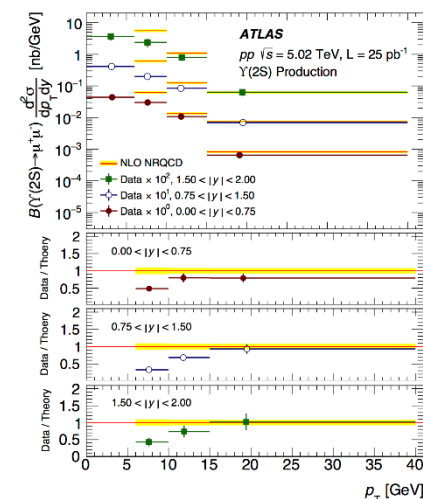 ATLAS
pp √s = 5.02 TeV, L = 25 pb⁻¹
ϒ(2S) Production
B(ϒ(2S)→μ⁺μ⁻) d²σ/dp_T dy [nb/GeV]
10
1
10⁻¹
10⁻²
10⁻³
10⁻⁴
10⁻⁵
NLO NRQCD
Data × 10², 1.50 < |y| < 2.00
Data × 10¹, 0.75 < |y| < 1.50
Data × 10⁰, 0.00 < |y| < 0.75
Data / Thoery
2
1.5
1
0.5
0.00 < |y| < 0.75
Data / Theory
2
1.5
1
0.5
0.75 < |y| < 1.50
Data / Theory
2
1.5
1
0.5
0
1.50 < |y| < 2.00
0 5 10 15 20 25 30 35 40
p_T [GeV]